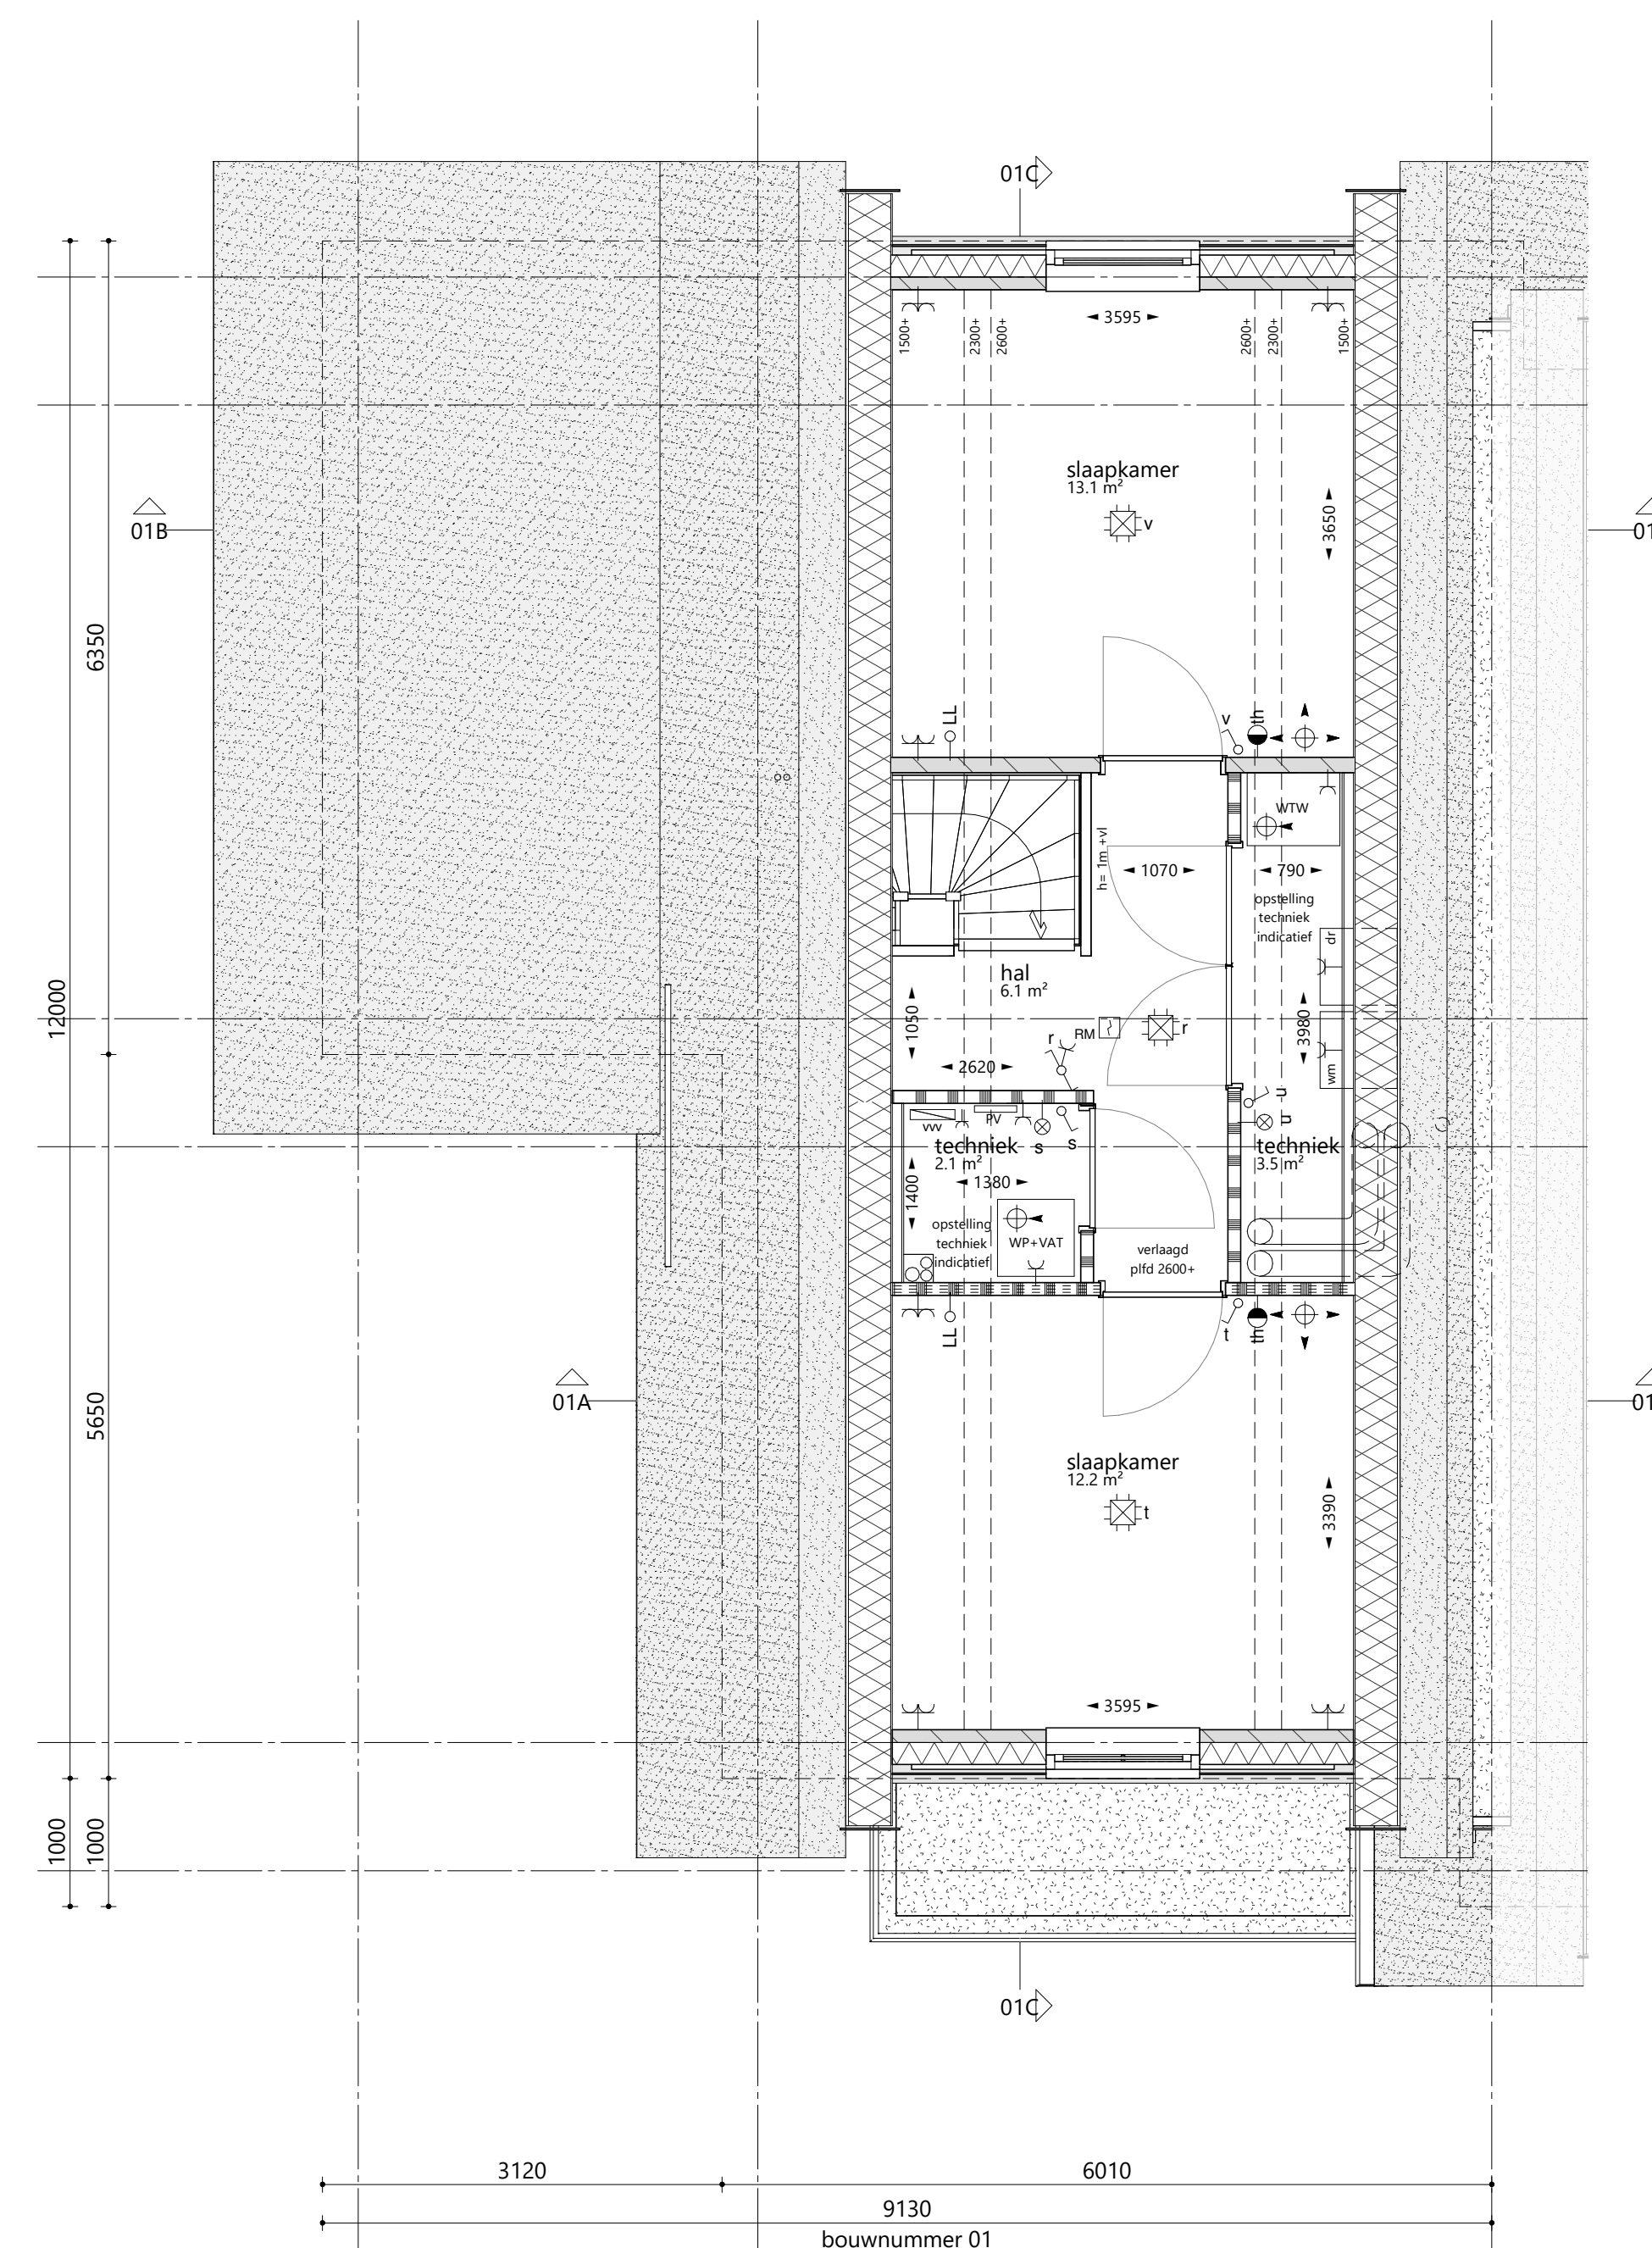 01C
3595
1500+
2300+
2600+
2600+
2300+
1500+
slaapkamer
13.1 m²
v
3650
01B
01
6350
LL
v
th
WTW
h= 1m +vl
1070
790
opstelling
techniek
indicatief
dr
hal
6.1 m²
12000
1050
RM
r
r
3980
2620
wm
u
u
vvv
PV
s
s
techniek
2.1 m²
techniek
3.5 m²
1380
1400
opstelling
techniek
indicatief
WP+VAT
verlaagd
plfd 2600+
LL
t
th
01A
01
5650
slaapkamer
12.2 m²
t
3390
3595
1000
1000
01C
3120
6010
9130
bouwnummer 01